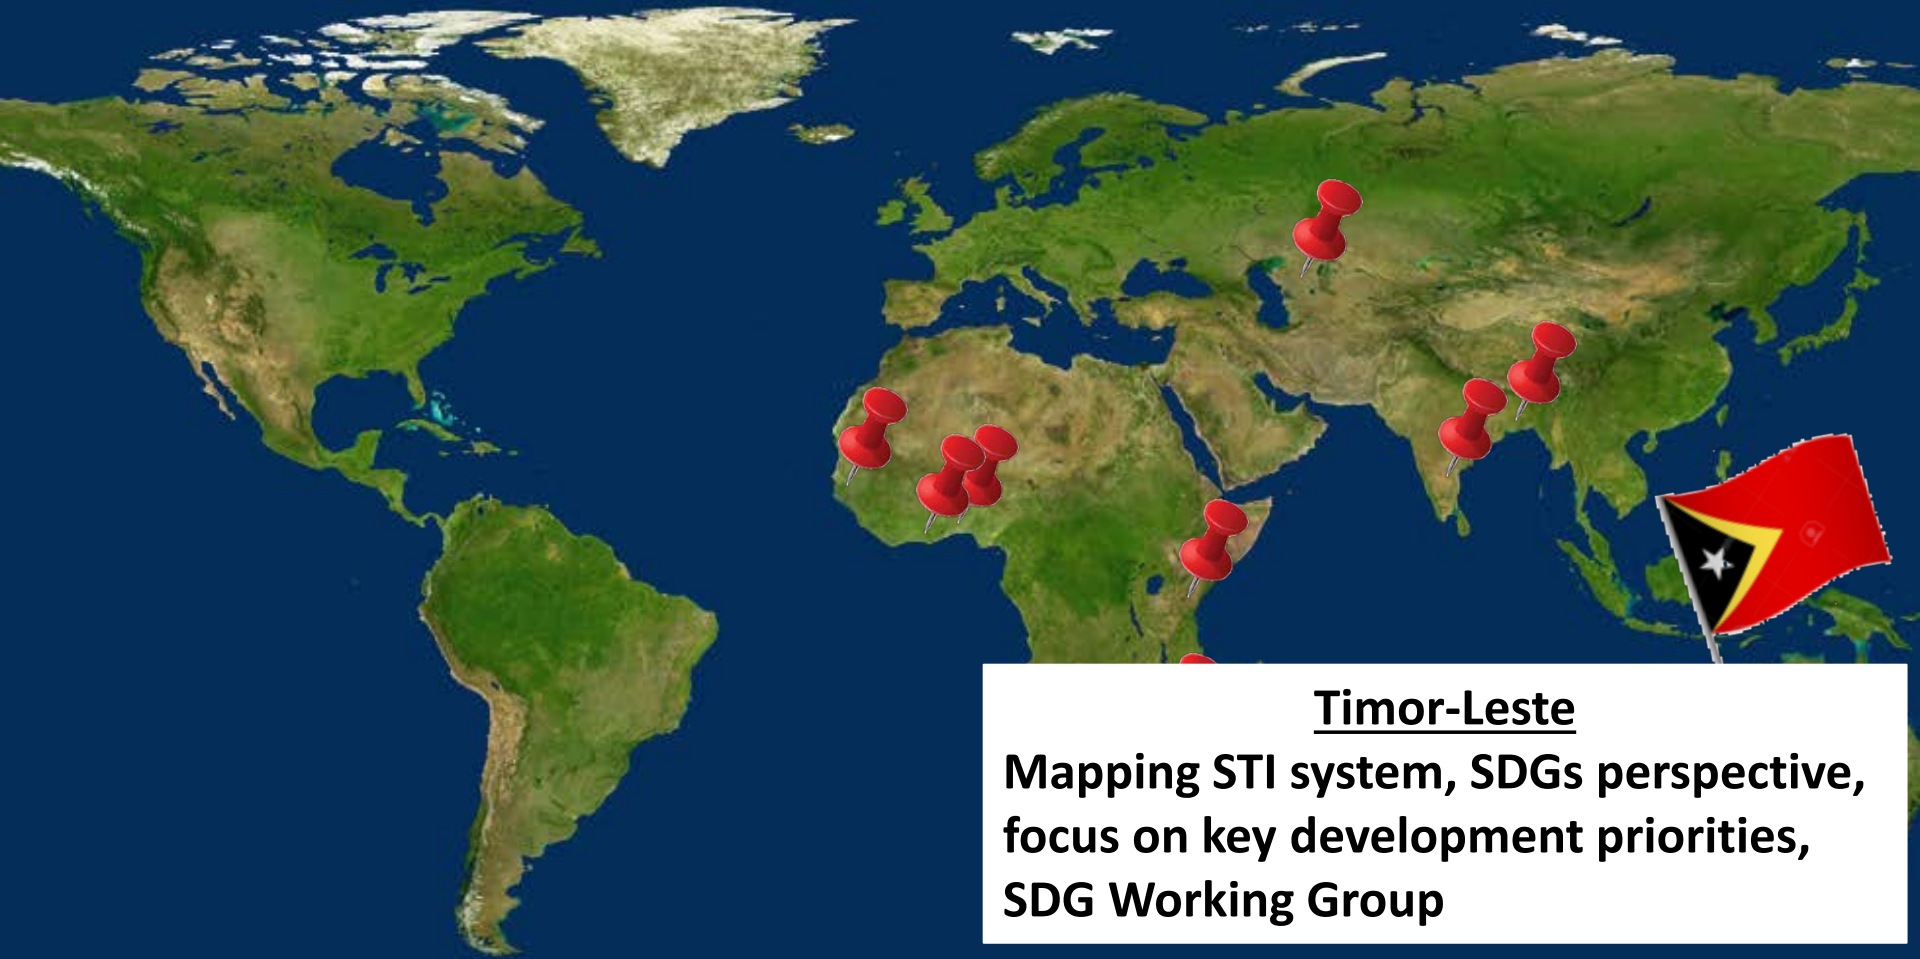 Timor-Leste
Mapping STI system, SDGs perspective,
focus on key development priorities,
SDG Working Group